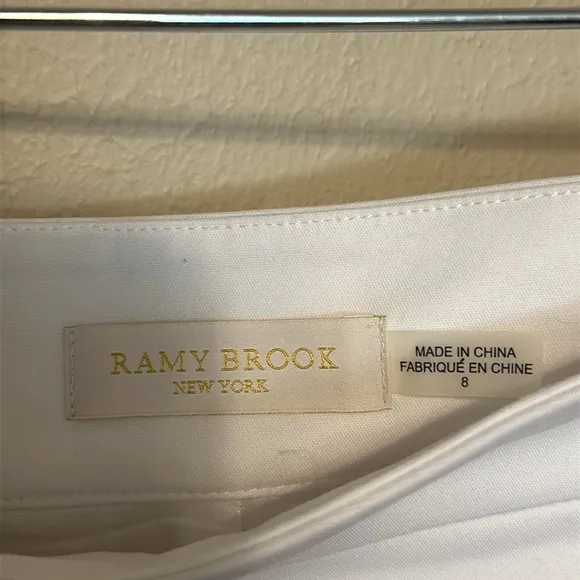 RAMY BROOK
NEW YORK
MADE IN CHINA
FABRIQUÉ EN CHINE
8